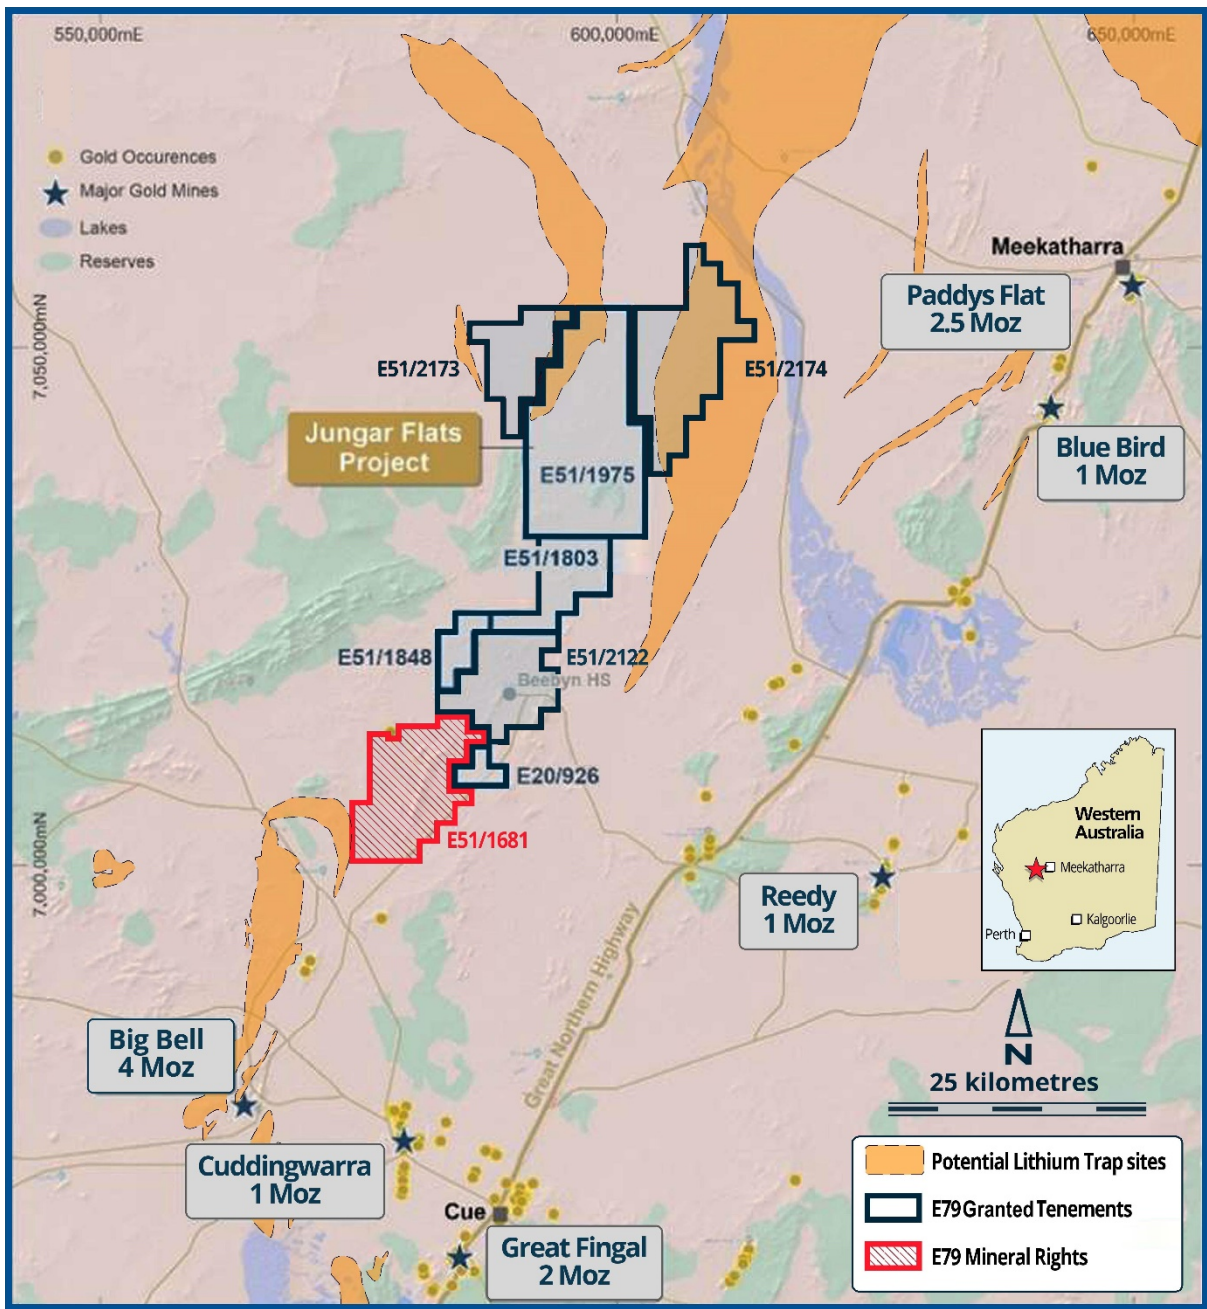 550,000mE
600,000mE
650,000mE
Gold Occurences
Major Gold Mines
Lakes
Reserves
Meekatharra
Paddys Flat
2.5 Moz
7,050,000mN
E51/2173
E51/2174
Jungar Flats
Project
E51/1975
Blue Bird
1 Moz
E51/1803
E51/1848
E51/2122
Beebyn HS
E20/926
E51/1681
7,000,000mN
Western
Australia
Meekatharra
Kalgoorlie
Perth
Reedy
1 Moz
Great Northern Highway
N
25 kilometres
Big Bell
4 Moz
Cuddingwarra
1 Moz
Cue
Great Fingal
2 Moz
Potential Lithium Trap sites
E79 Granted Tenements
E79 Mineral Rights